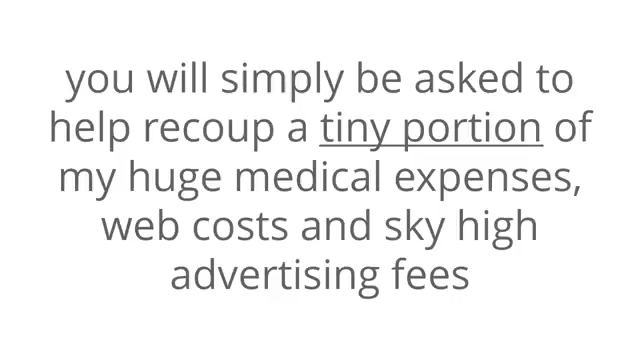 you will simply be asked to
help recoup a tiny portion of
my huge medical expenses,
web costs and sky high
advertising fees